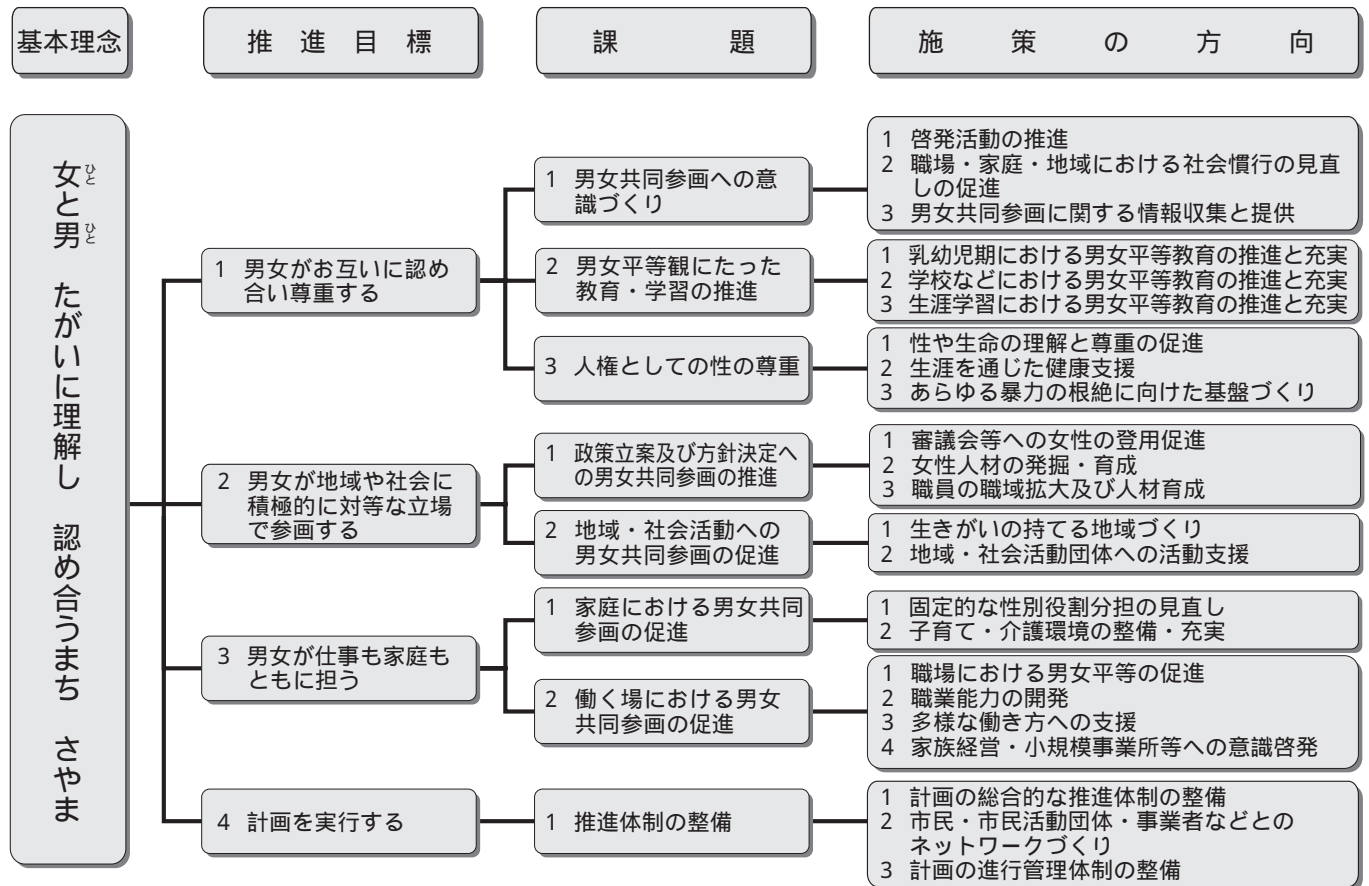 基本理念
推進目標
課題
施策の方向
女と男 たがいに理解し 認め合うまち さやま
ひと
ひと
1 男女がお互いに認め
合い尊重する
1 男女共同参画への意
識づくり
1 啓発活動の推進
2 職場・家庭・地域における社会慣行の見直
しの促進
3 男女共同参画に関する情報収集と提供
2 男女平等観にたった
教育・学習の推進
1 乳幼児期における男女平等教育の推進と充実
2 学校などにおける男女平等教育の推進と充実
3 生涯学習における男女平等教育の推進と充実
3 人権としての性の尊重
1 性や生命の理解と尊重の促進
2 生涯を通じた健康支援
3 あらゆる暴力の根絶に向けた基盤づくり
2 男女が地域や社会に
積極的に対等な立場
で参画する
1 政策立案及び方針決定へ
の男女共同参画の推進
1 審議会等への女性の登用促進
2 女性人材の発掘・育成
3 職員の職域拡大及び人材育成
2 地域・社会活動への
男女共同参画の促進
1 生きがいの持てる地域づくり
2 地域・社会活動団体への活動支援
3 男女が仕事も家庭も
ともに担う
1 家庭における男女共同
参画の促進
1 固定的な性別役割分担の見直し
2 子育て・介護環境の整備・充実
2 働く場における男女
共同参画の促進
1 職場における男女平等の促進
2 職業能力の開発
3 多様な働き方への支援
4 家族経営・小規模事業所等への意識啓発
4 計画を実行する
1 推進体制の整備
1 計画の総合的な推進体制の整備
2 市民・市民活動団体・事業者などとの
ネットワークづくり
3 計画の進行管理体制の整備